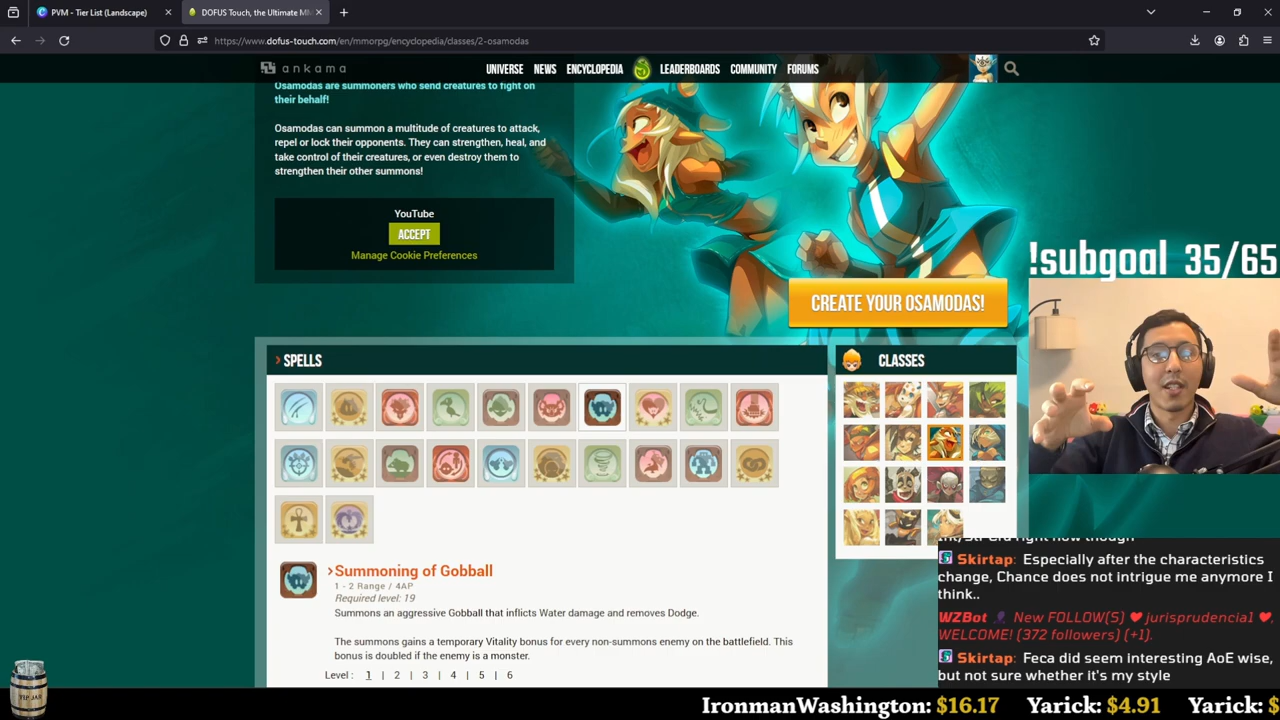 PVM - Tier List (Landscape)
DOFUS Touch, the Ultimate MM
https://www.dofus-touch.com/en/mmorpg/encyclopedia/classes/2-osamodas
ankama
UNIVERSE NEWS ENCYCLOPEDIA LEADERBOARDS COMMUNITY FORUMS
Osamodas are summoners who send creatures to fight on
their behalf!
Osamodas can summon a multitude of creatures to attack,
repel or lock their opponents. They can strengthen, heal, and
take control of their creatures, or even destroy them to
strengthen their other summons!
YouTube
ACCEPT
Manage Cookie Preferences
CREATE YOUR OSAMODAS!
!subgoal 35/65
SPELLS
CLASSES
Summoning of Gobball
1 - 2 Range / 4AP
Required level: 19
Summons an aggressive Gobball that inflicts Water damage and removes Dodge.
The summons gains a temporary Vitality bonus for every non-summons enemy on the battlefield. This
bonus is doubled if the enemy is a monster.
Level : 1 | 2 | 3 | 4 | 5 | 6
right now though
Skirtap: Especially after the characteristics
change, Chance does not intrigue me anymore I
think..
WZBot New FOLLOW(S) ♥ jurisprudencial ♥,
WELCOME! (372 followers) (+1).
Skirtap: Feca did seem interesting AoE wise,
but not sure whether it's my style
TIP JAR
IronmanWashington: $16.17 Yarick: $4.91 Yarick: $